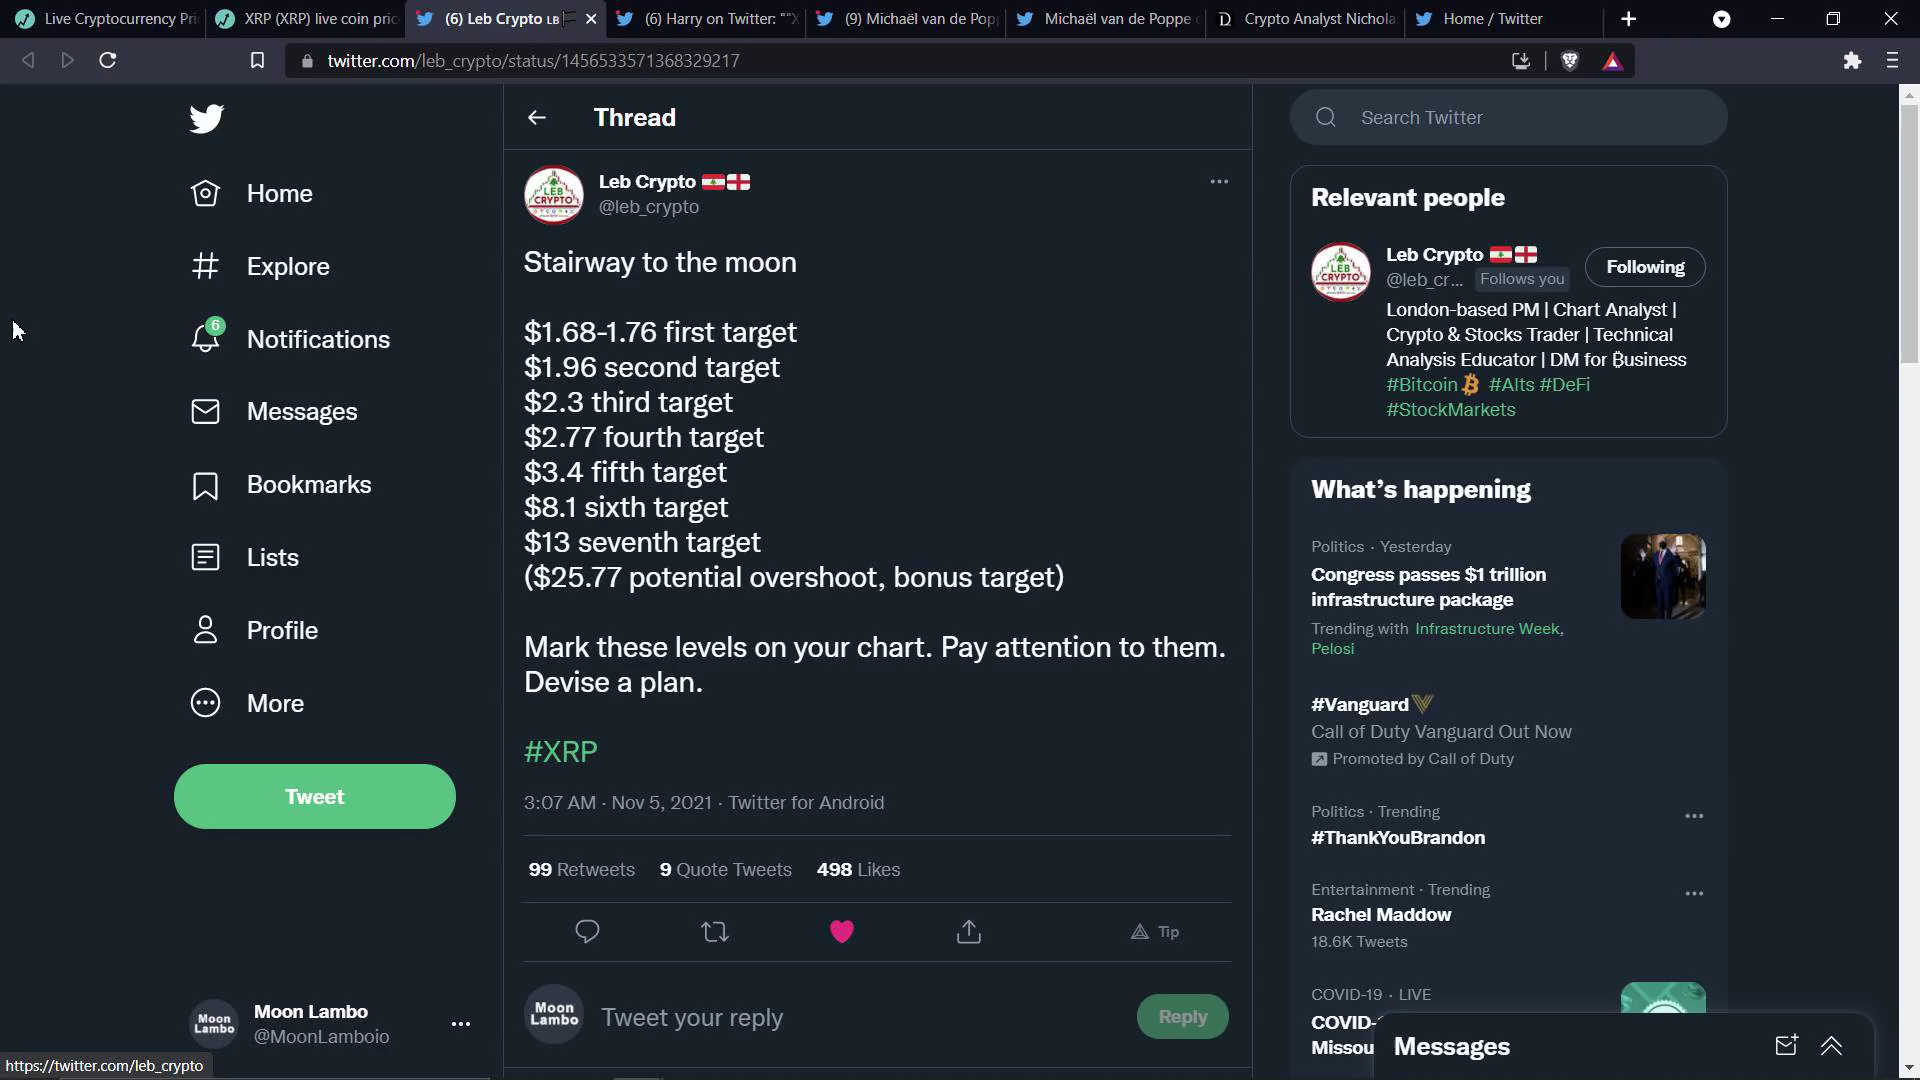 Live Cryptocurrency Pri
XRP (XRP) live coin pric
(6) Leb Crypto LB
(6) Harry on Twitter: ""X
(9) Michaël van de Pop
Michaël van de Poppe
Crypto Analyst Nichola
Home / Twitter
twitter.com/leb_crypto/status/1456533571368329217
Home
Explore
6
Notifications
Messages
Bookmarks
Lists
Profile
More
Tweet
Moon Lambo
Moon Lambo
@MoonLamboio
https://twitter.com/leb_crypto
Thread
LEB CRYPTO
Leb Crypto
@leb_crypto
Stairway to the moon
$1.68-1.76 first target
$1.96 second target
$2.3 third target
$2.77 fourth target
$3.4 fifth target
$8.1 sixth target
$13 seventh target
($25.77 potential overshoot, bonus target)
Mark these levels on your chart. Pay attention to them.
Devise a plan.
#XRP
3:07 AM · Nov 5, 2021 · Twitter for Android
99 Retweets 9 Quote Tweets 498 Likes
Tip
Moon Lambo
Tweet your reply
Reply
Search Twitter
Relevant people
LEB CRYPTO
Leb Crypto
@leb_cr... Follows you
Following
London-based PM | Chart Analyst |
Crypto & Stocks Trader | Technical
Analysis Educator | DM for ₿usiness
#Bitcoin #Alts #DeFi
#StockMarkets
What's happening
Politics · Yesterday
Congress passes $1 trillion
infrastructure package
Trending with Infrastructure Week,
Pelosi
#Vanguard
Call of Duty Vanguard Out Now
Promoted by Call of Duty
Politics · Trending
#ThankYouBrandon
Entertainment · Trending
Rachel Maddow
18.6K Tweets
COVID-19 · LIVE
COVID-
Missou
Messages